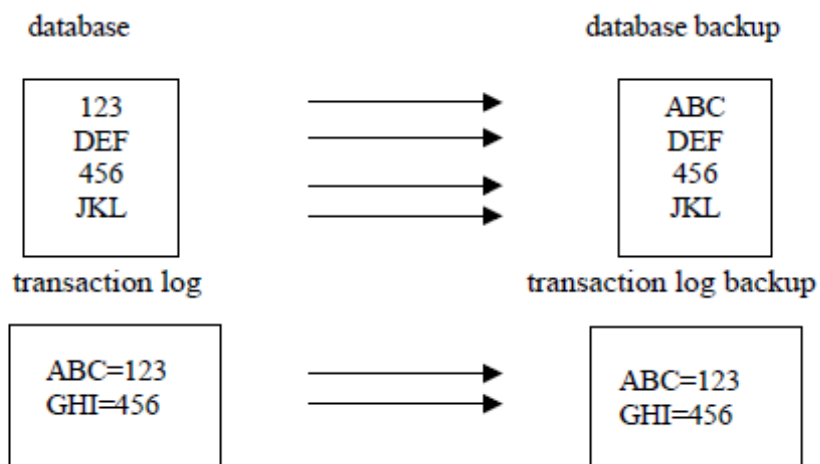 database database backup
123 ABC
DEF DEF
456 456
JKL JKL
transaction log transaction log backup
ABC=123 ABC=123
GHI=456 GHI=456